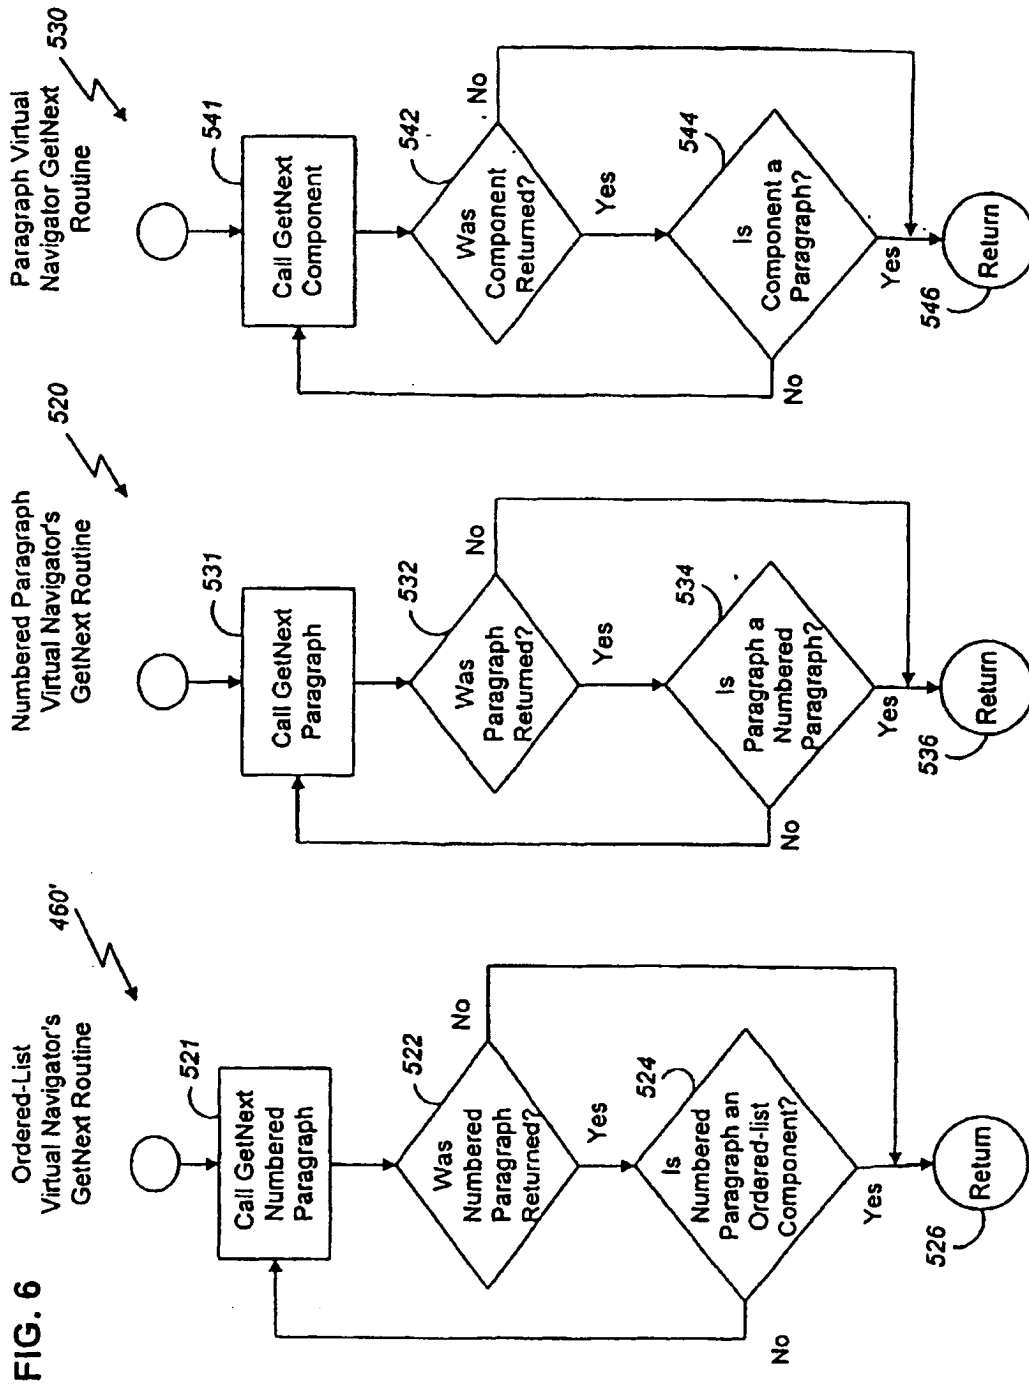 FIG. 6
Ordered-List
Virtual Navigator's
GetNext Routine
460'
Call GetNext
Numbered
Paragraph
521
Was
Numbered
Paragraph
Returned?
522
No
Yes
Is
Numbered
Paragraph an
Ordered-list
Component?
524
No
Yes
Return
526
Numbered Paragraph
Virtual Navigator's
GetNext Routine
520
Call GetNext
Paragraph
531
Was
Paragraph
Returned?
532
No
Yes
Is
Paragraph a
Numbered
Paragraph?
534
No
Yes
Return
536
Paragraph Virtual
Navigator GetNext
Routine
530
Call GetNext
Component
541
Was
Component
Returned?
542
No
Yes
Is
Component a
Paragraph?
544
No
Yes
Return
546